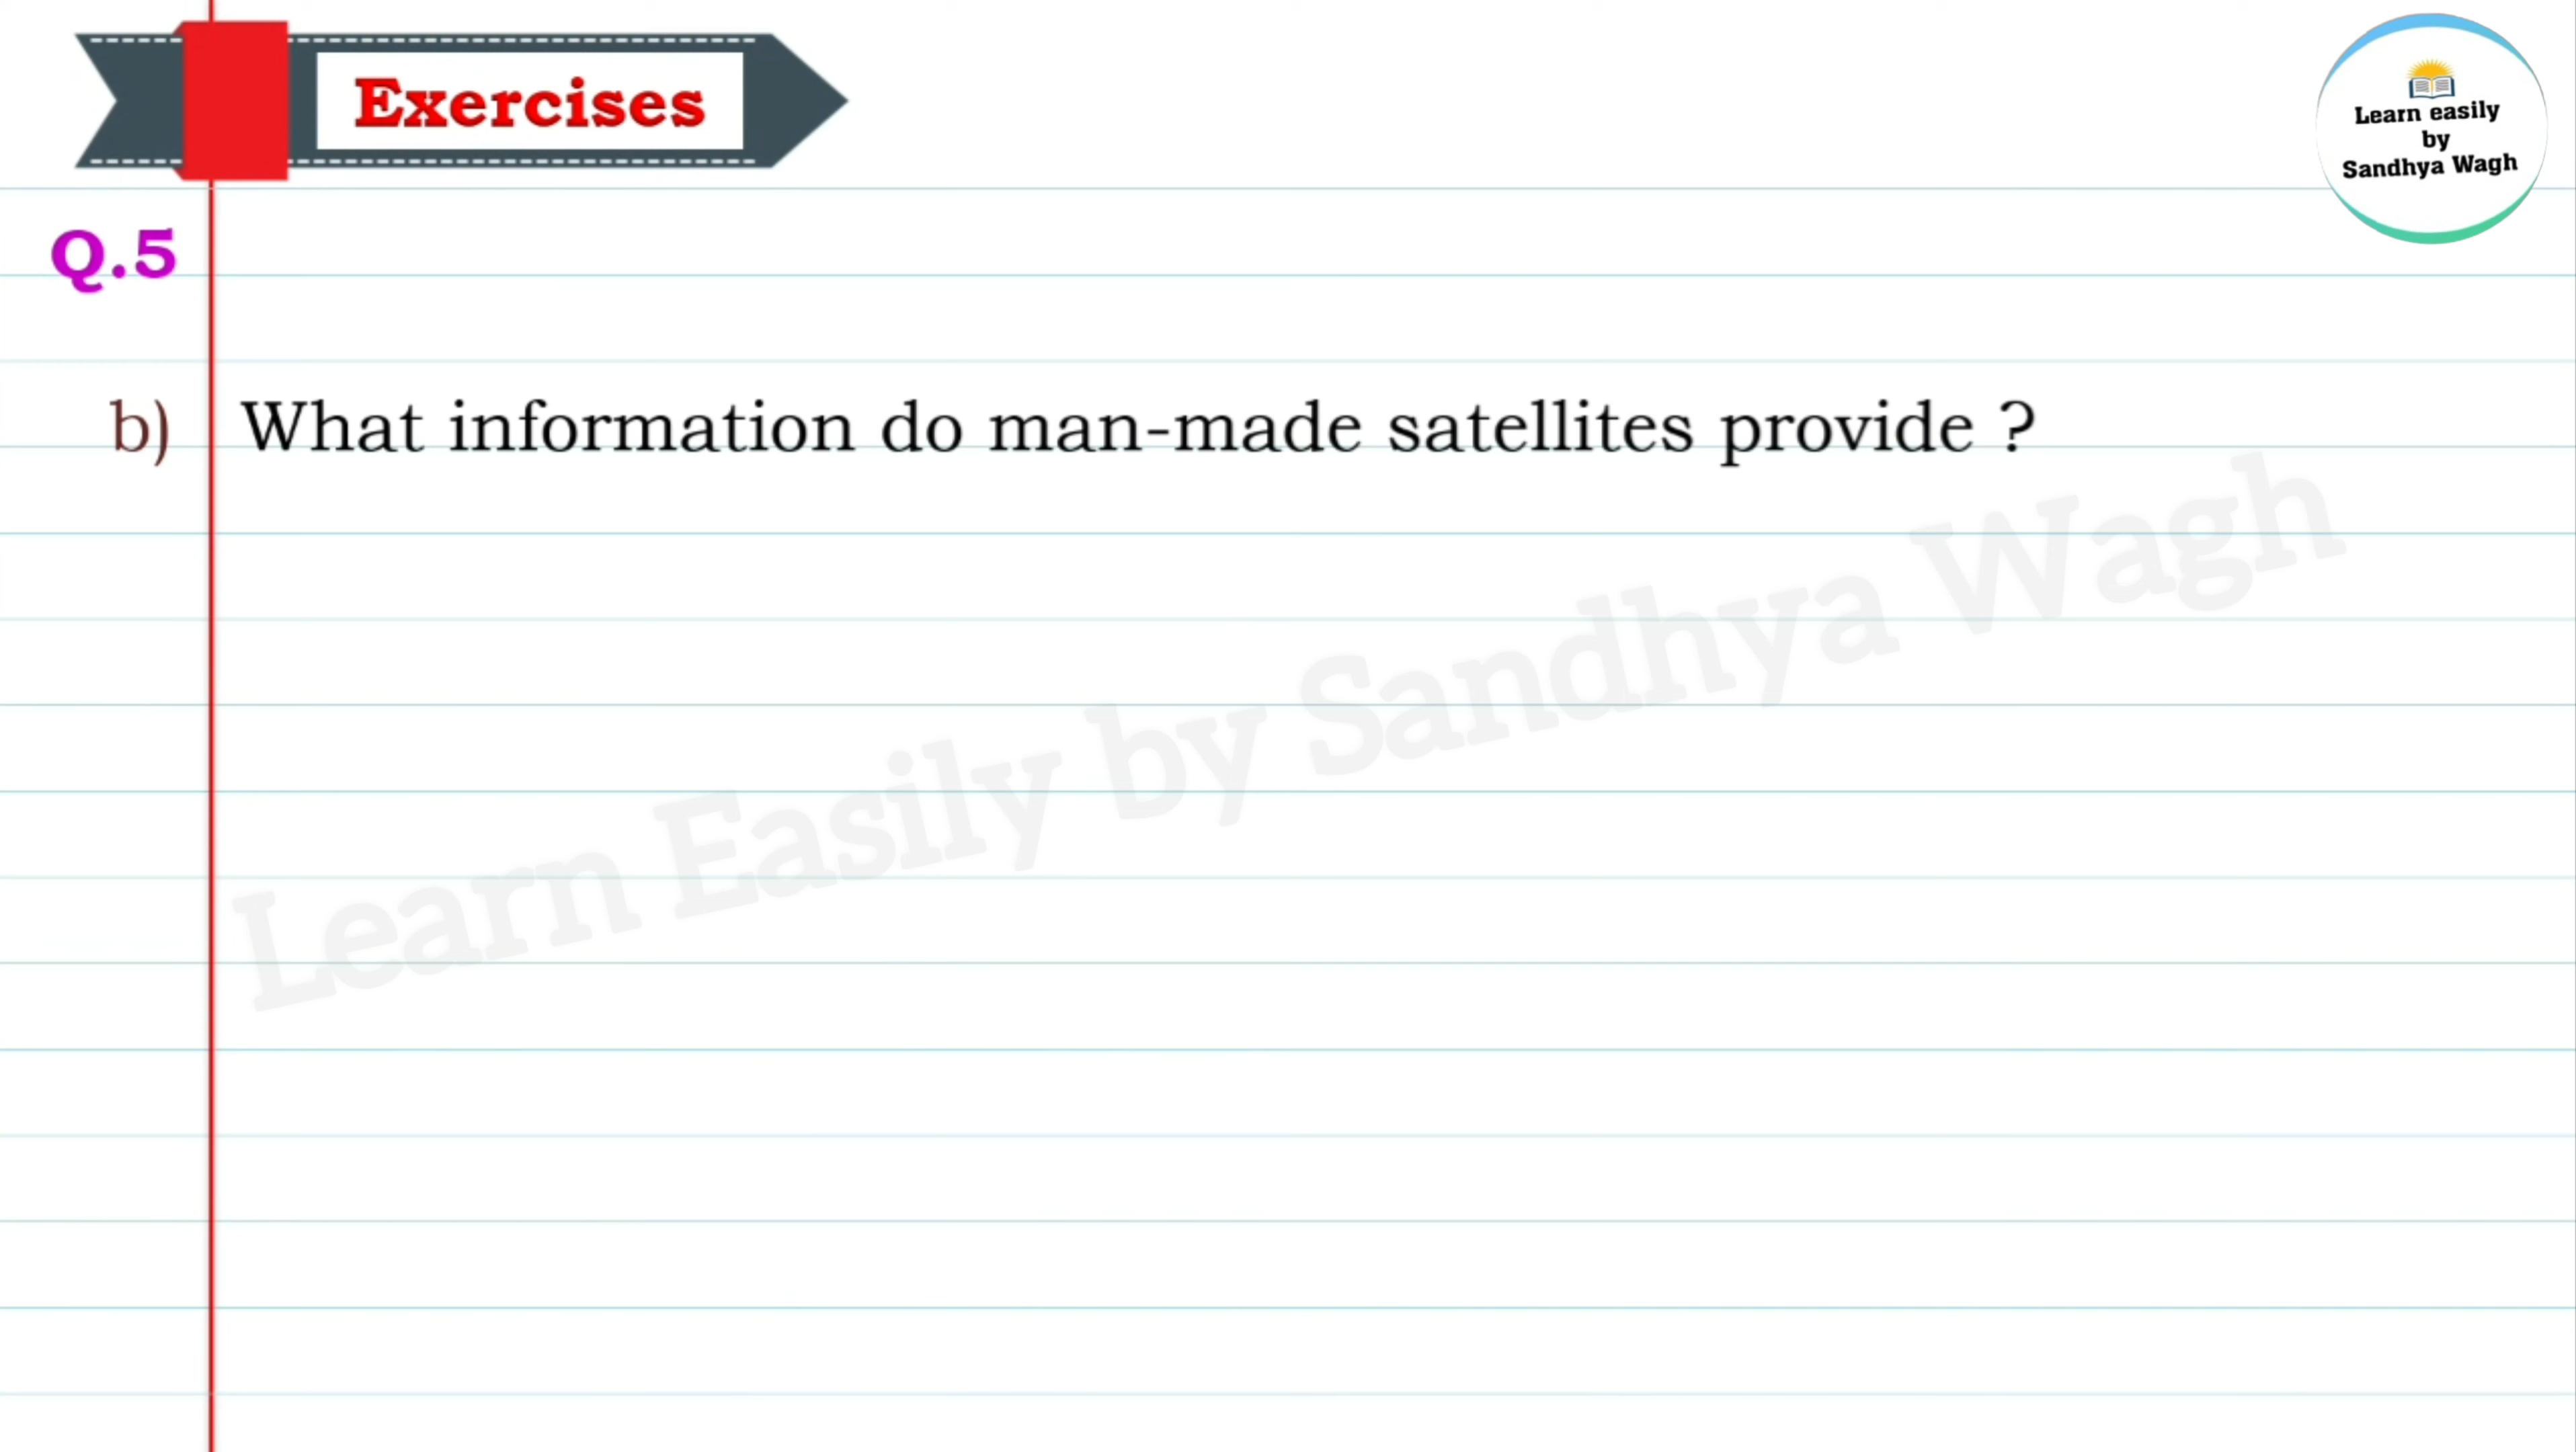 Exercises
Learn easily
by
Sandhya Wagh
Q.5
b) What information do man-made satellites provide ?
Learn Easily by Sandhya Wagh